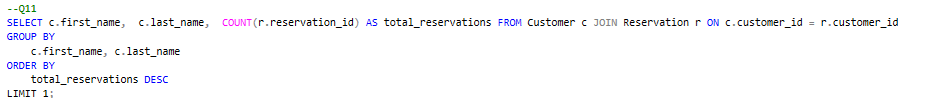 --Q11
SELECT c.first_name,  c.last_name,  COUNT(r.reservation_id) AS total_reservations FROM Customer c JOIN Reservation r ON c.customer_id = r.customer_id
GROUP BY
    c.first_name, c.last_name
ORDER BY
    total_reservations DESC
LIMIT 1;